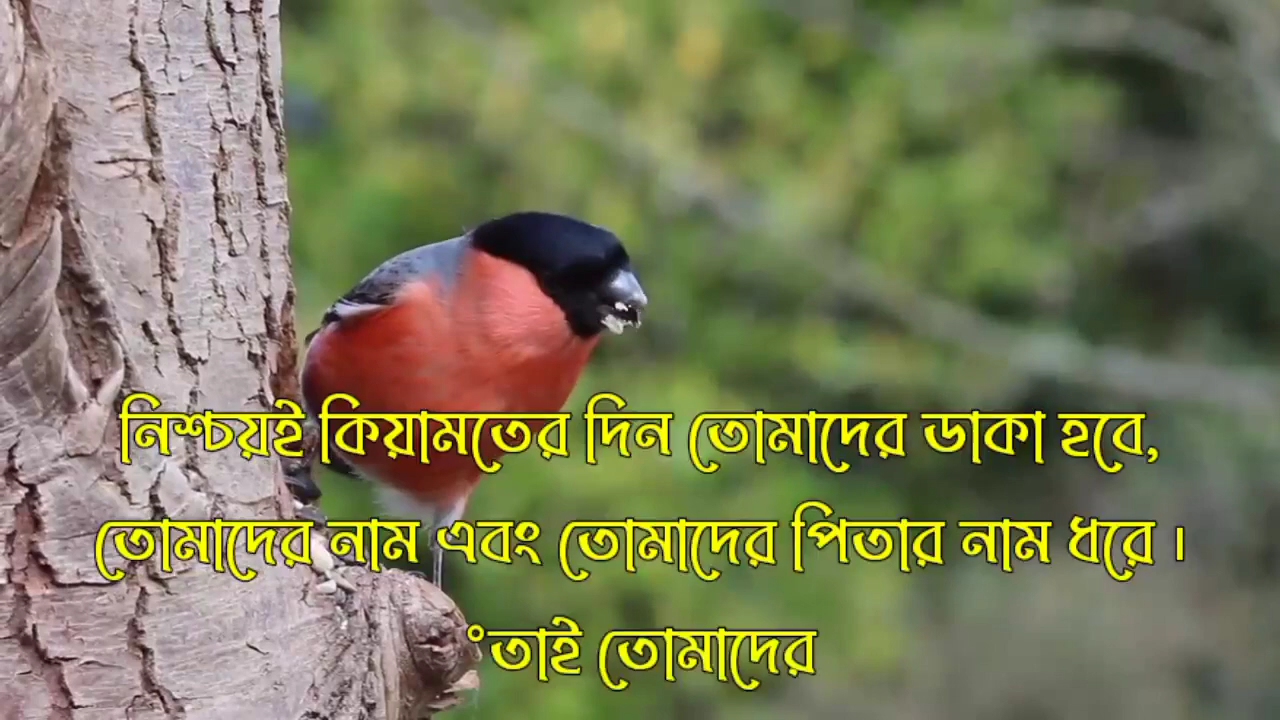 নিশ্চয়ই কিয়ামতের দিন তোমাদের ডাকা হবে,
তোমাদের নাম এবং তোমাদের পিতার নাম ধরে ।
°তাই তোমাদের